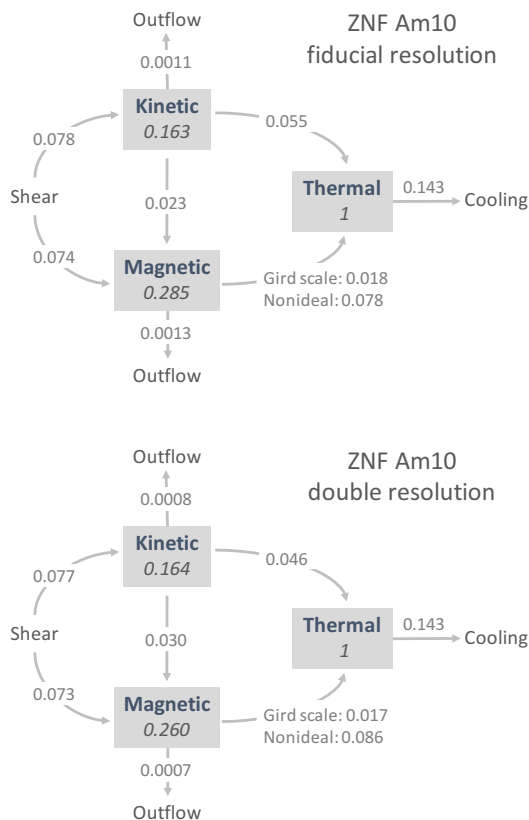 Outflow
ZNF Am10
fiducial resolution
0.0011
Kinetic
0.163
0.078
0.055
Thermal
1
0.143
Cooling
Shear
0.023
0.074
Magnetic
0.285
Gird scale: 0.018
Nonideal: 0.078
0.0013
Outflow
Outflow
ZNF Am10
double resolution
0.0008
Kinetic
0.164
0.077
0.046
Thermal
1
0.143
Cooling
Shear
0.030
0.073
Magnetic
0.260
Gird scale: 0.017
Nonideal: 0.086
0.0007
Outflow